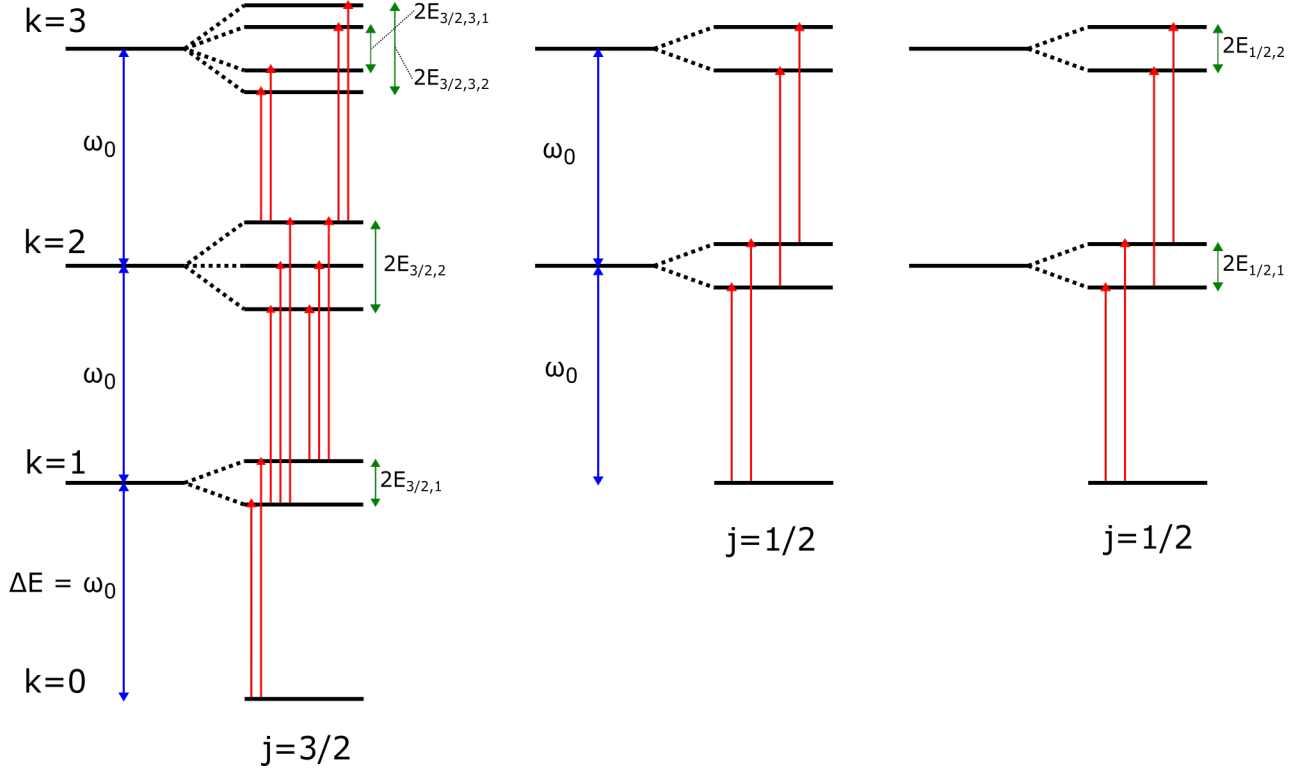 k=3
2E3/2,3,1
2E3/2,3,2
2E1/2,2
ω0
ω0
k=2
2E3/2,2
2E1/2,1
ω0
ω0
k=1
2E3/2,1
j=1/2
j=1/2
ΔE = ω0
k=0
j=3/2